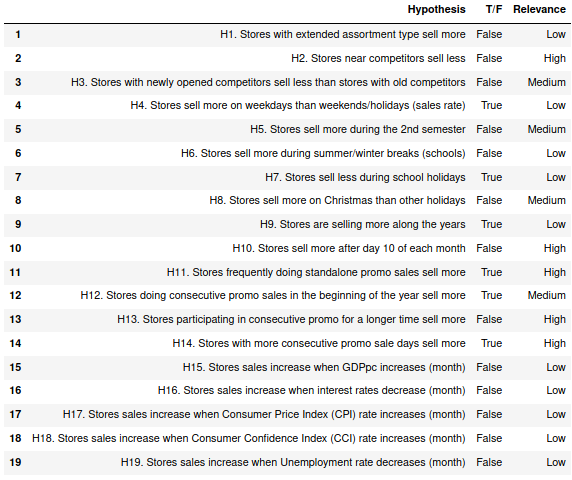 Hypothesis T/F Relevance
1 H1. Stores with extended assortment type sell more False Low
2 H2. Stores near competitors sell less False High
3 H3. Stores with newly opened competitors sell less than stores with old competitors False Medium
4 H4. Stores sell more on weekdays than weekends/holidays (sales rate) True Low
5 H5. Stores sell more during the 2nd semester False Medium
6 H6. Stores sell more during summer/winter breaks (schools) False Low
7 H7. Stores sell less during school holidays True Low
8 H8. Stores sell more on Christmas than other holidays False Medium
9 H9. Stores are selling more along the years True Low
10 H10. Stores sell more after day 10 of each month False High
11 H11. Stores frequently doing standalone promo sales sell more True High
12 H12. Stores doing consecutive promo sales in the beginning of the year sell more True Medium
13 H13. Stores participating in consecutive promo for a longer time sell more False High
14 H14. Stores with more consecutive promo sale days sell more True High
15 H15. Stores sales increase when GDPpc increases (month) False Low
16 H16. Stores sales increase when interest rates decrease (month) False Low
17 H17. Stores sales increase when Consumer Price Index (CPI) rate increases (month) False Low
18 H18. Stores sales increase when Consumer Confidence Index (CCI) rate increases (month) False Low
19 H19. Stores sales increase when Unemployment rate decreases (month) False Low